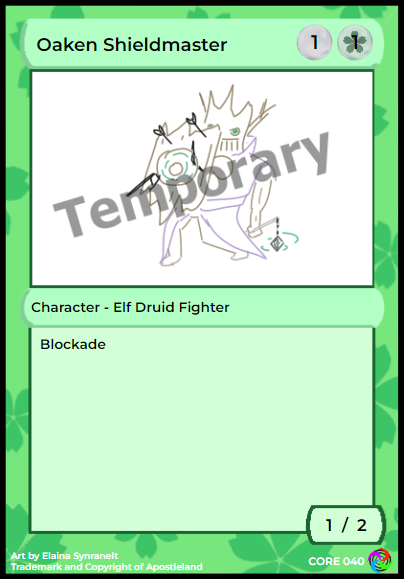 Oaken Shieldmaster
1 1
Temporary
Character - Elf Druid Fighter
Blockade
1 / 2
Art by Elaina Synranelt
Trademark and Copyright of Apostleland
CORE 040